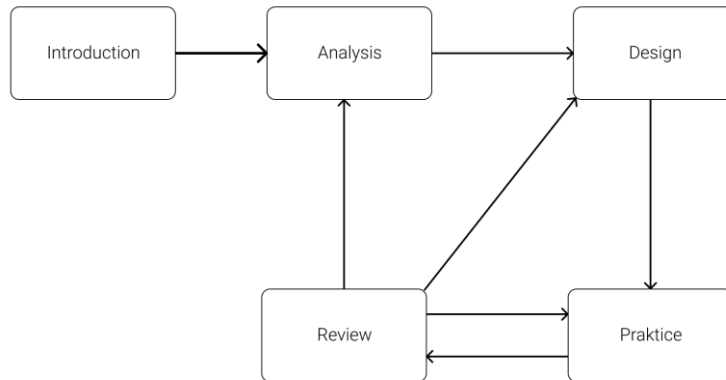 Introduction
Analysis
Design
Review
Praktice